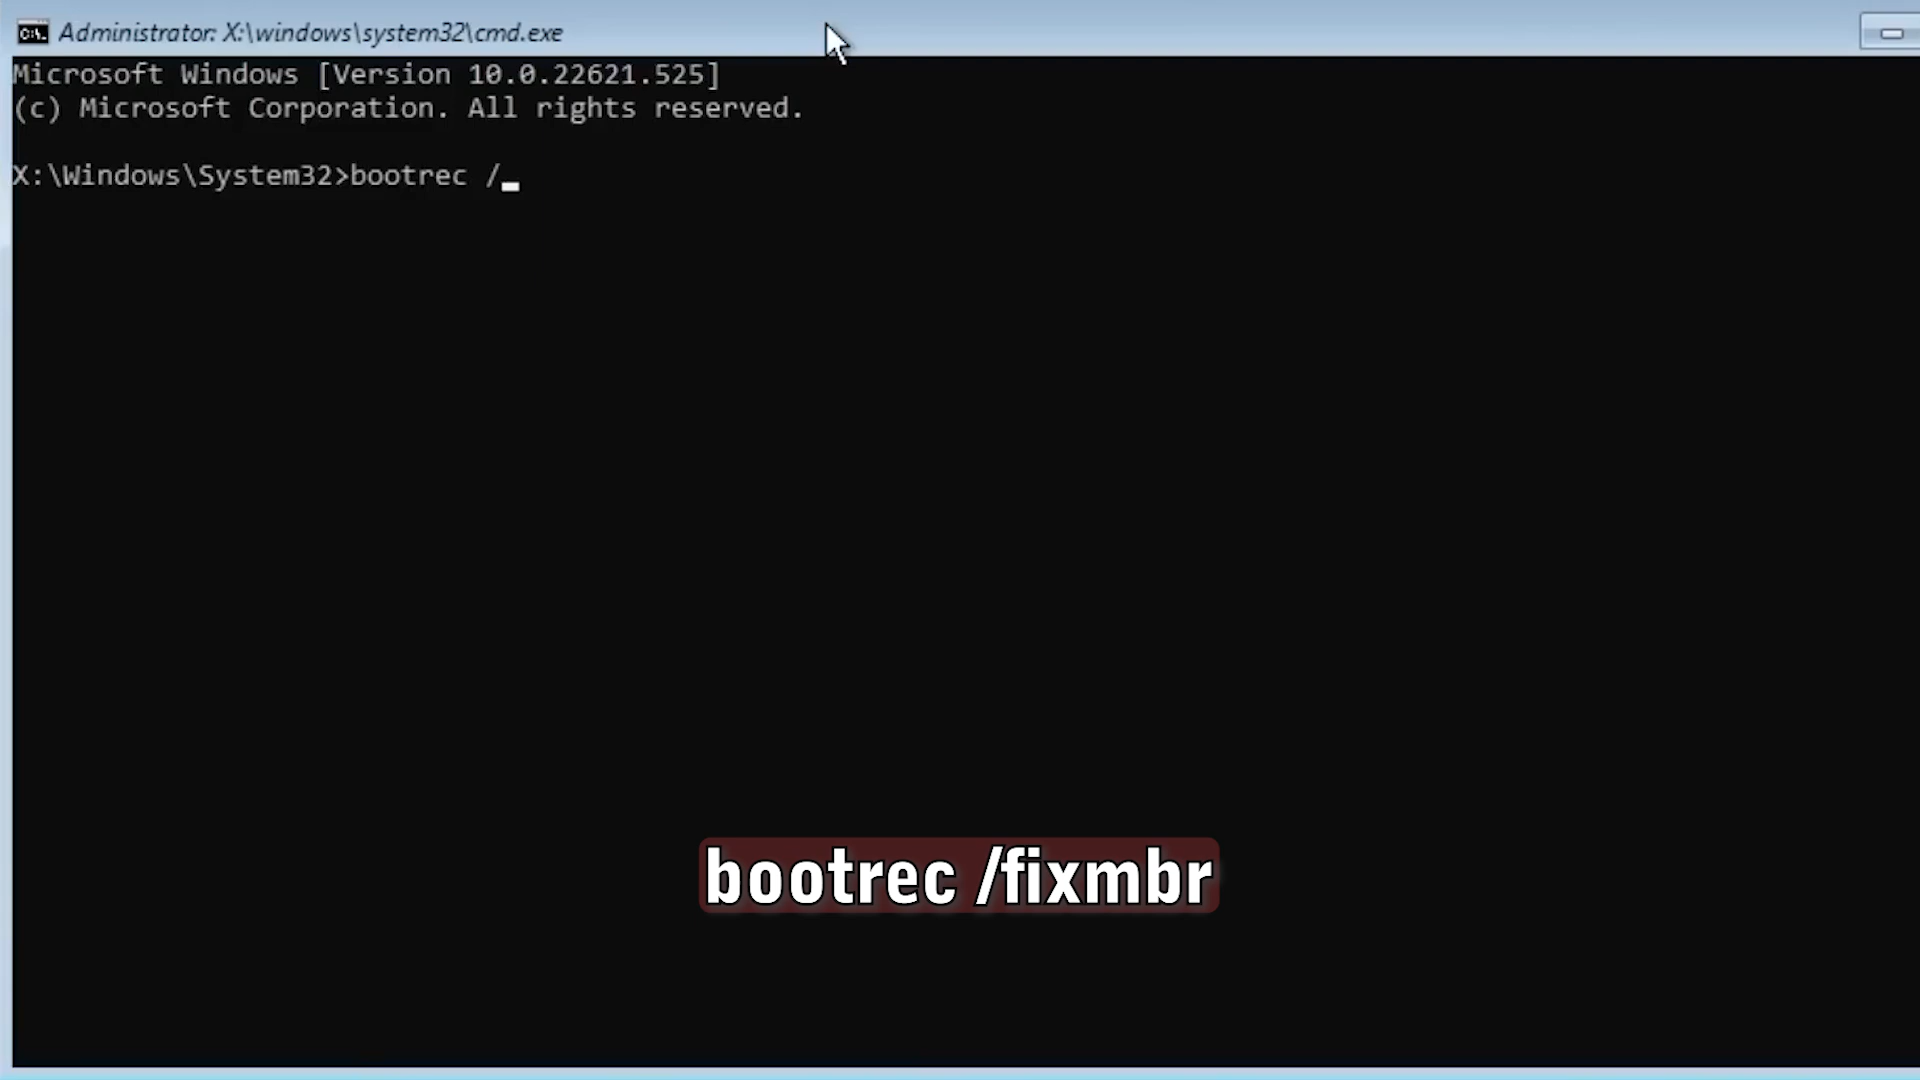 Administrator: X:\windows\system32\cmd.exe
Microsoft Windows [Version 10.0.22621.525]
(c) Microsoft Corporation. All rights reserved.
X:\Windows\System32>bootrec /
bootrec /fixmbr